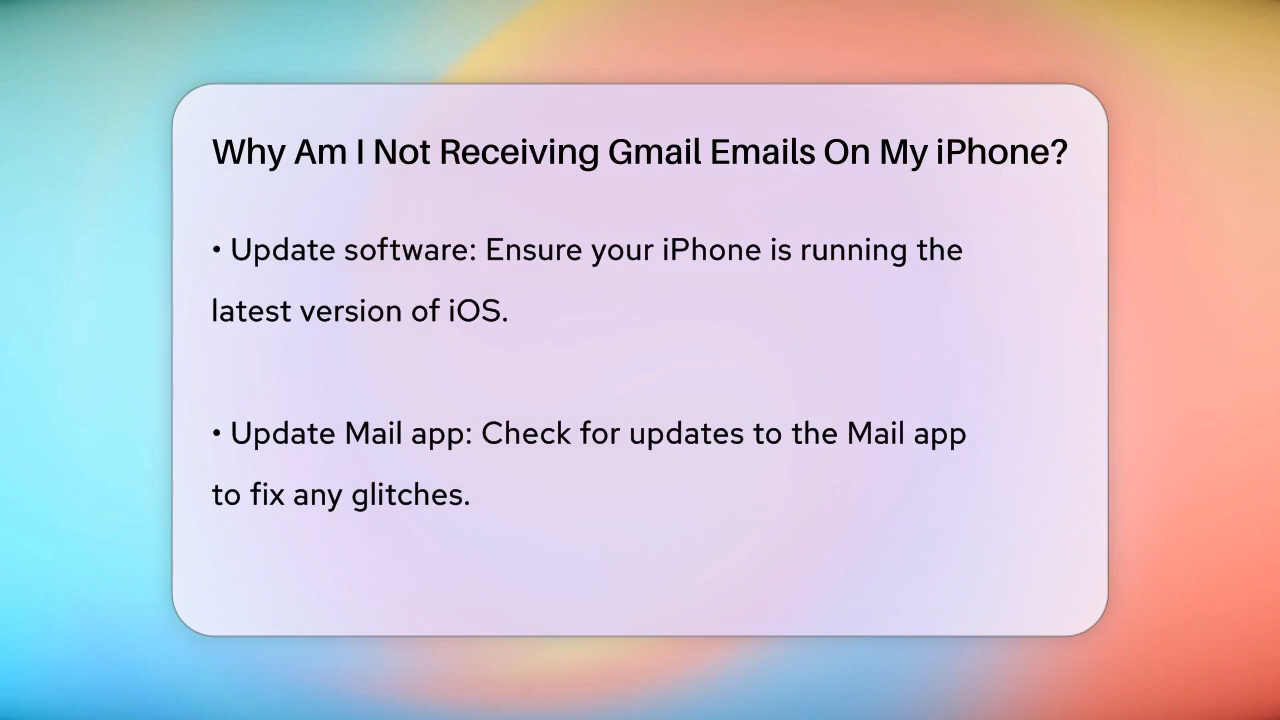 Why Am I Not Receiving Gmail Emails On My iPhone?
• Update software: Ensure your iPhone is running the
latest version of iOS.
• Update Mail app: Check for updates to the Mail app
to fix any glitches.